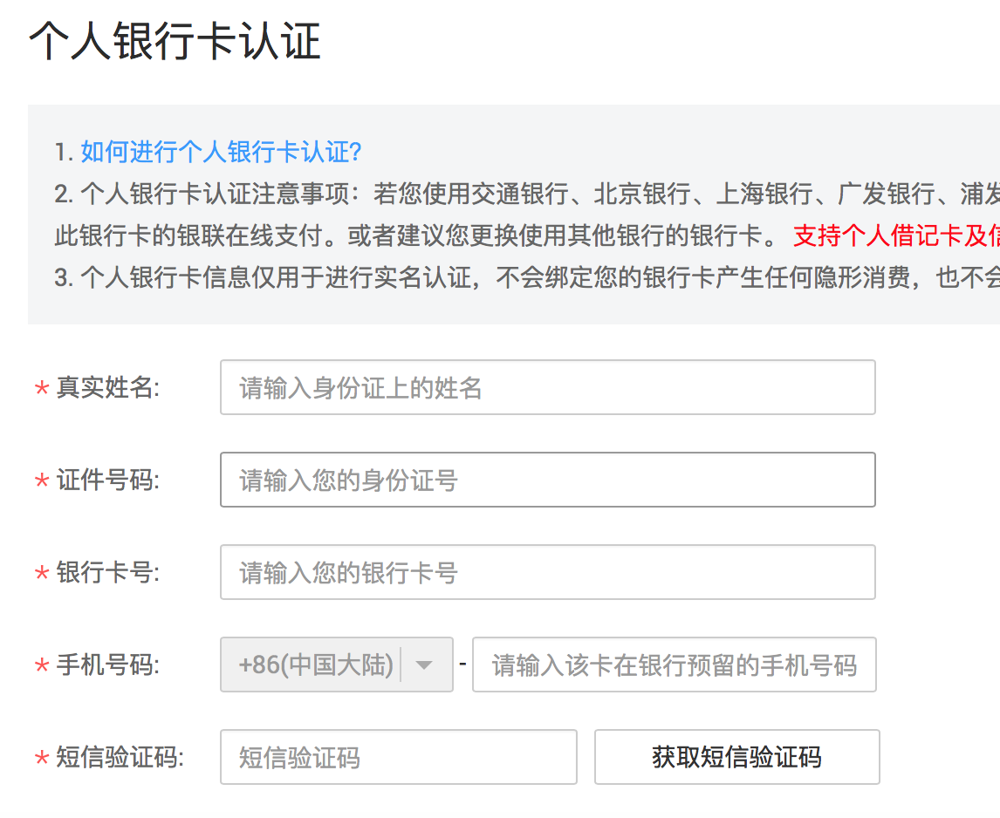 个人银行卡认证
1. 如何进行个人银行卡认证?
2. 个人银行卡认证注意事项：若您使用交通银行、北京银行、上海银行、广发银行、浦发
此银行卡的银联在线支付。或者建议您更换使用其他银行的银行卡。 支持个人借记卡及信
3. 个人银行卡信息仅用于进行实名认证，不会绑定您的银行卡产生任何隐形消费，也不会
* 真实姓名: 请输入身份证上的姓名
* 证件号码: 请输入您的身份证号
* 银行卡号: 请输入您的银行卡号
* 手机号码: +86(中国大陆) - 请输入该卡在银行预留的手机号码
* 短信验证码: 短信验证码 获取短信验证码